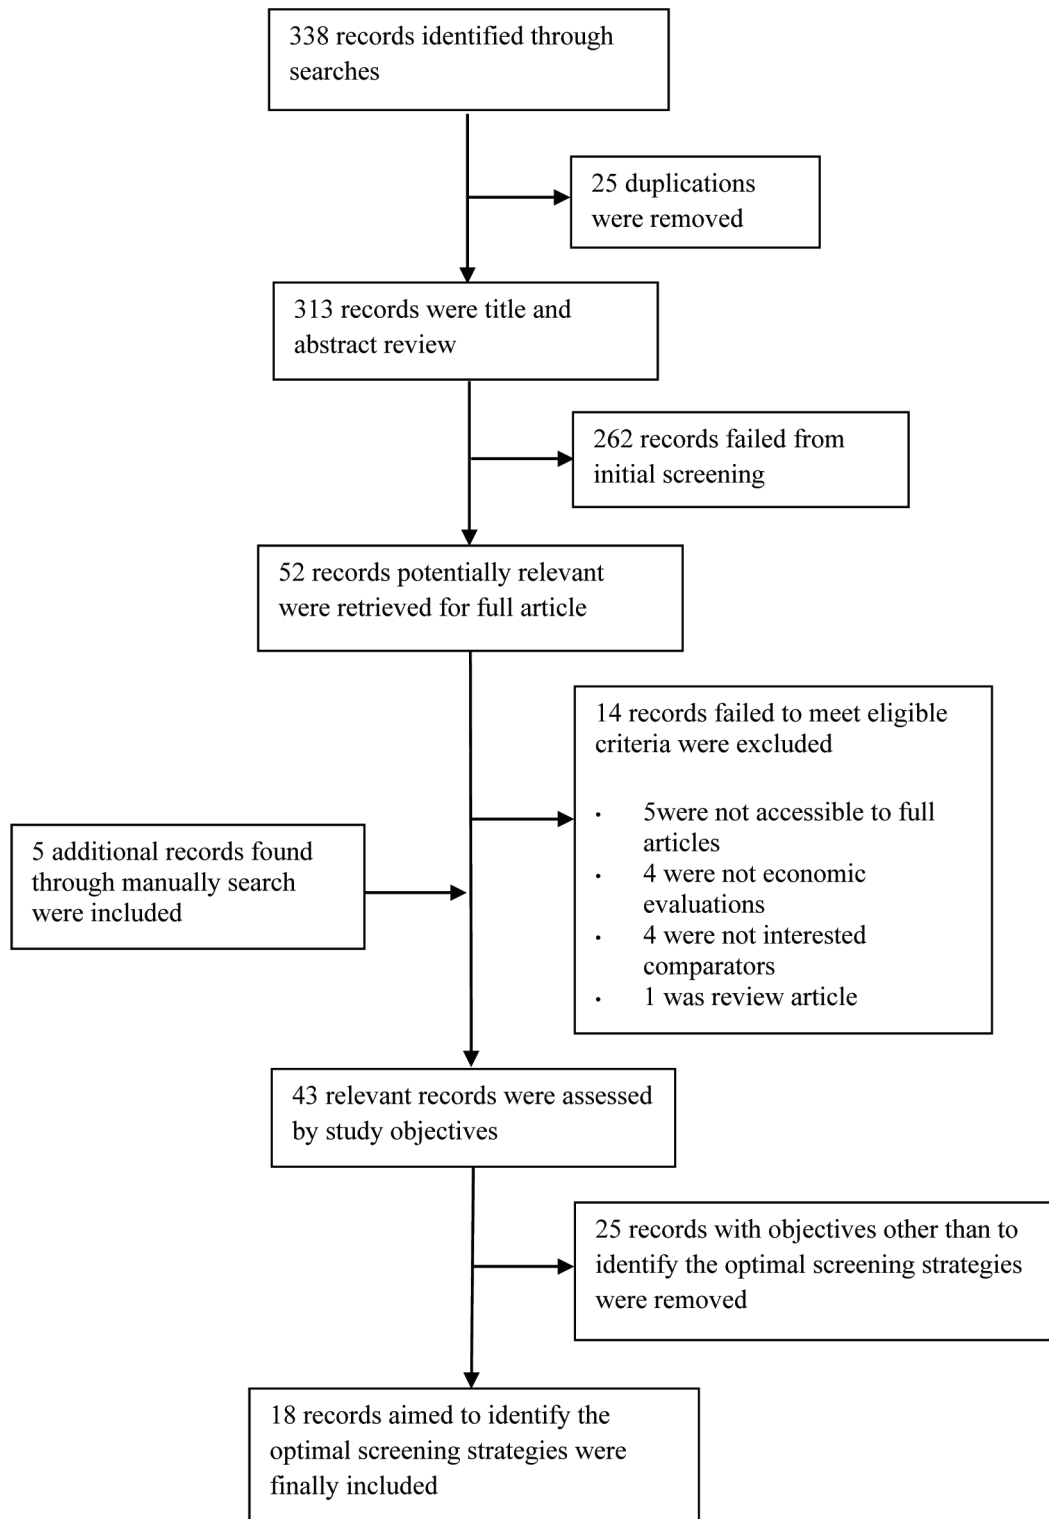 338 records identified through
searches
25 duplications
were removed
313 records were title and
abstract review
262 records failed from
initial screening
52 records potentially relevant
were retrieved for full article
14 records failed to meet eligible
criteria were excluded
· 5were not accessible to full
articles
· 4 were not economic
evaluations
· 4 were not interested
comparators
· 1 was review article
5 additional records found
through manually search
were included
43 relevant records were assessed
by study objectives
25 records with objectives other than to
identify the optimal screening strategies
were removed
18 records aimed to identify the
optimal screening strategies were
finally included